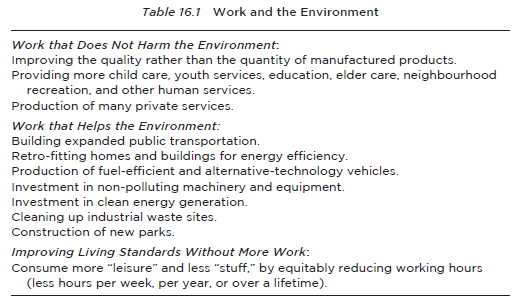 Table 16.1 Work and the Environment
Work that Does Not Harm the Environment:
Improving the quality rather than the quantity of manufactured products.
Providing more child care, youth services, education, elder care, neighbourhood
recreation, and other human services.
Production of many private services.
Work that Helps the Environment:
Building expanded public transportation.
Retro-fitting homes and buildings for energy efficiency.
Production of fuel-efficient and alternative-technology vehicles.
Investment in non-polluting machinery and equipment.
Investment in clean energy generation.
Cleaning up industrial waste sites.
Construction of new parks.
Improving Living Standards Without More Work:
Consume more “leisure” and less “stuff,” by equitably reducing working hours
(less hours per week, per year, or over a lifetime).